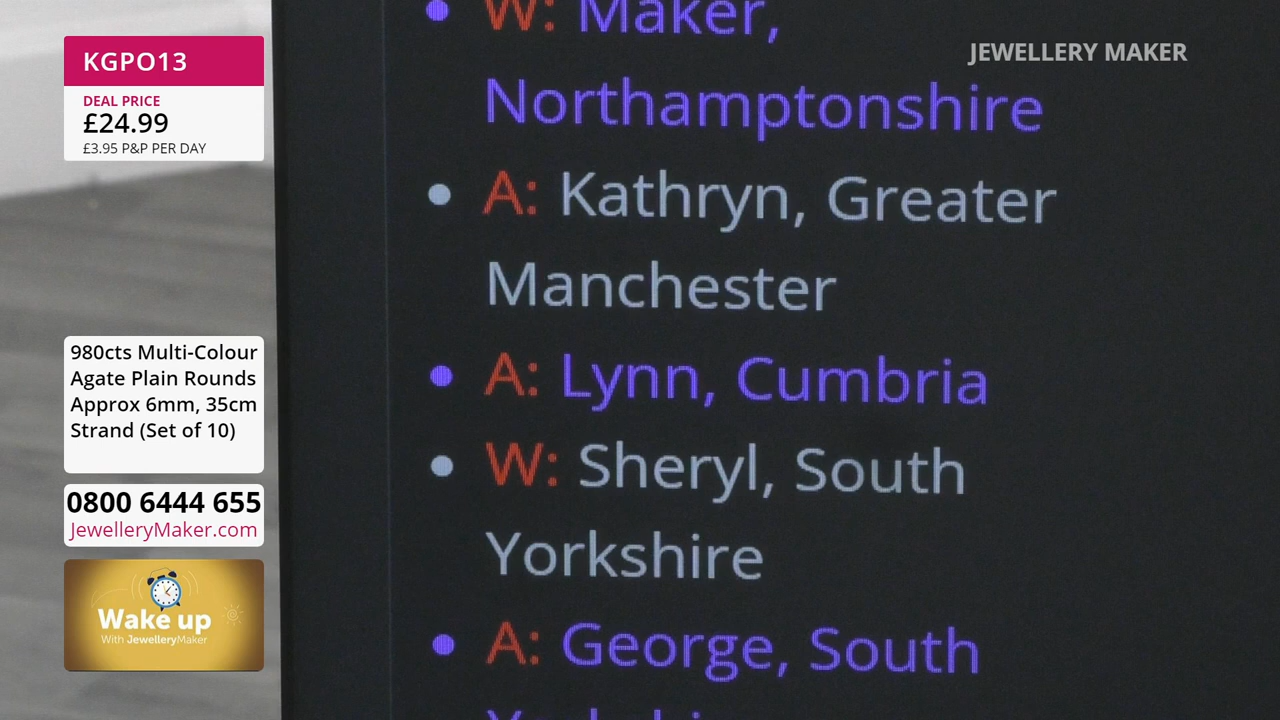 KGPO13
DEAL PRICE
£24.99
£3.95 P&P PER DAY
980cts Multi-Colour
Agate Plain Rounds
Approx 6mm, 35cm
Strand (Set of 10)
0800 6444 655
JewelleryMaker.com
Wake up
With JewelleryMaker
JEWELLERY MAKER
• W: Maker,
Northamptonshire
• A: Kathryn, Greater
Manchester
• A: Lynn, Cumbria
• W: Sheryl, South
Yorkshire
• A: George, South